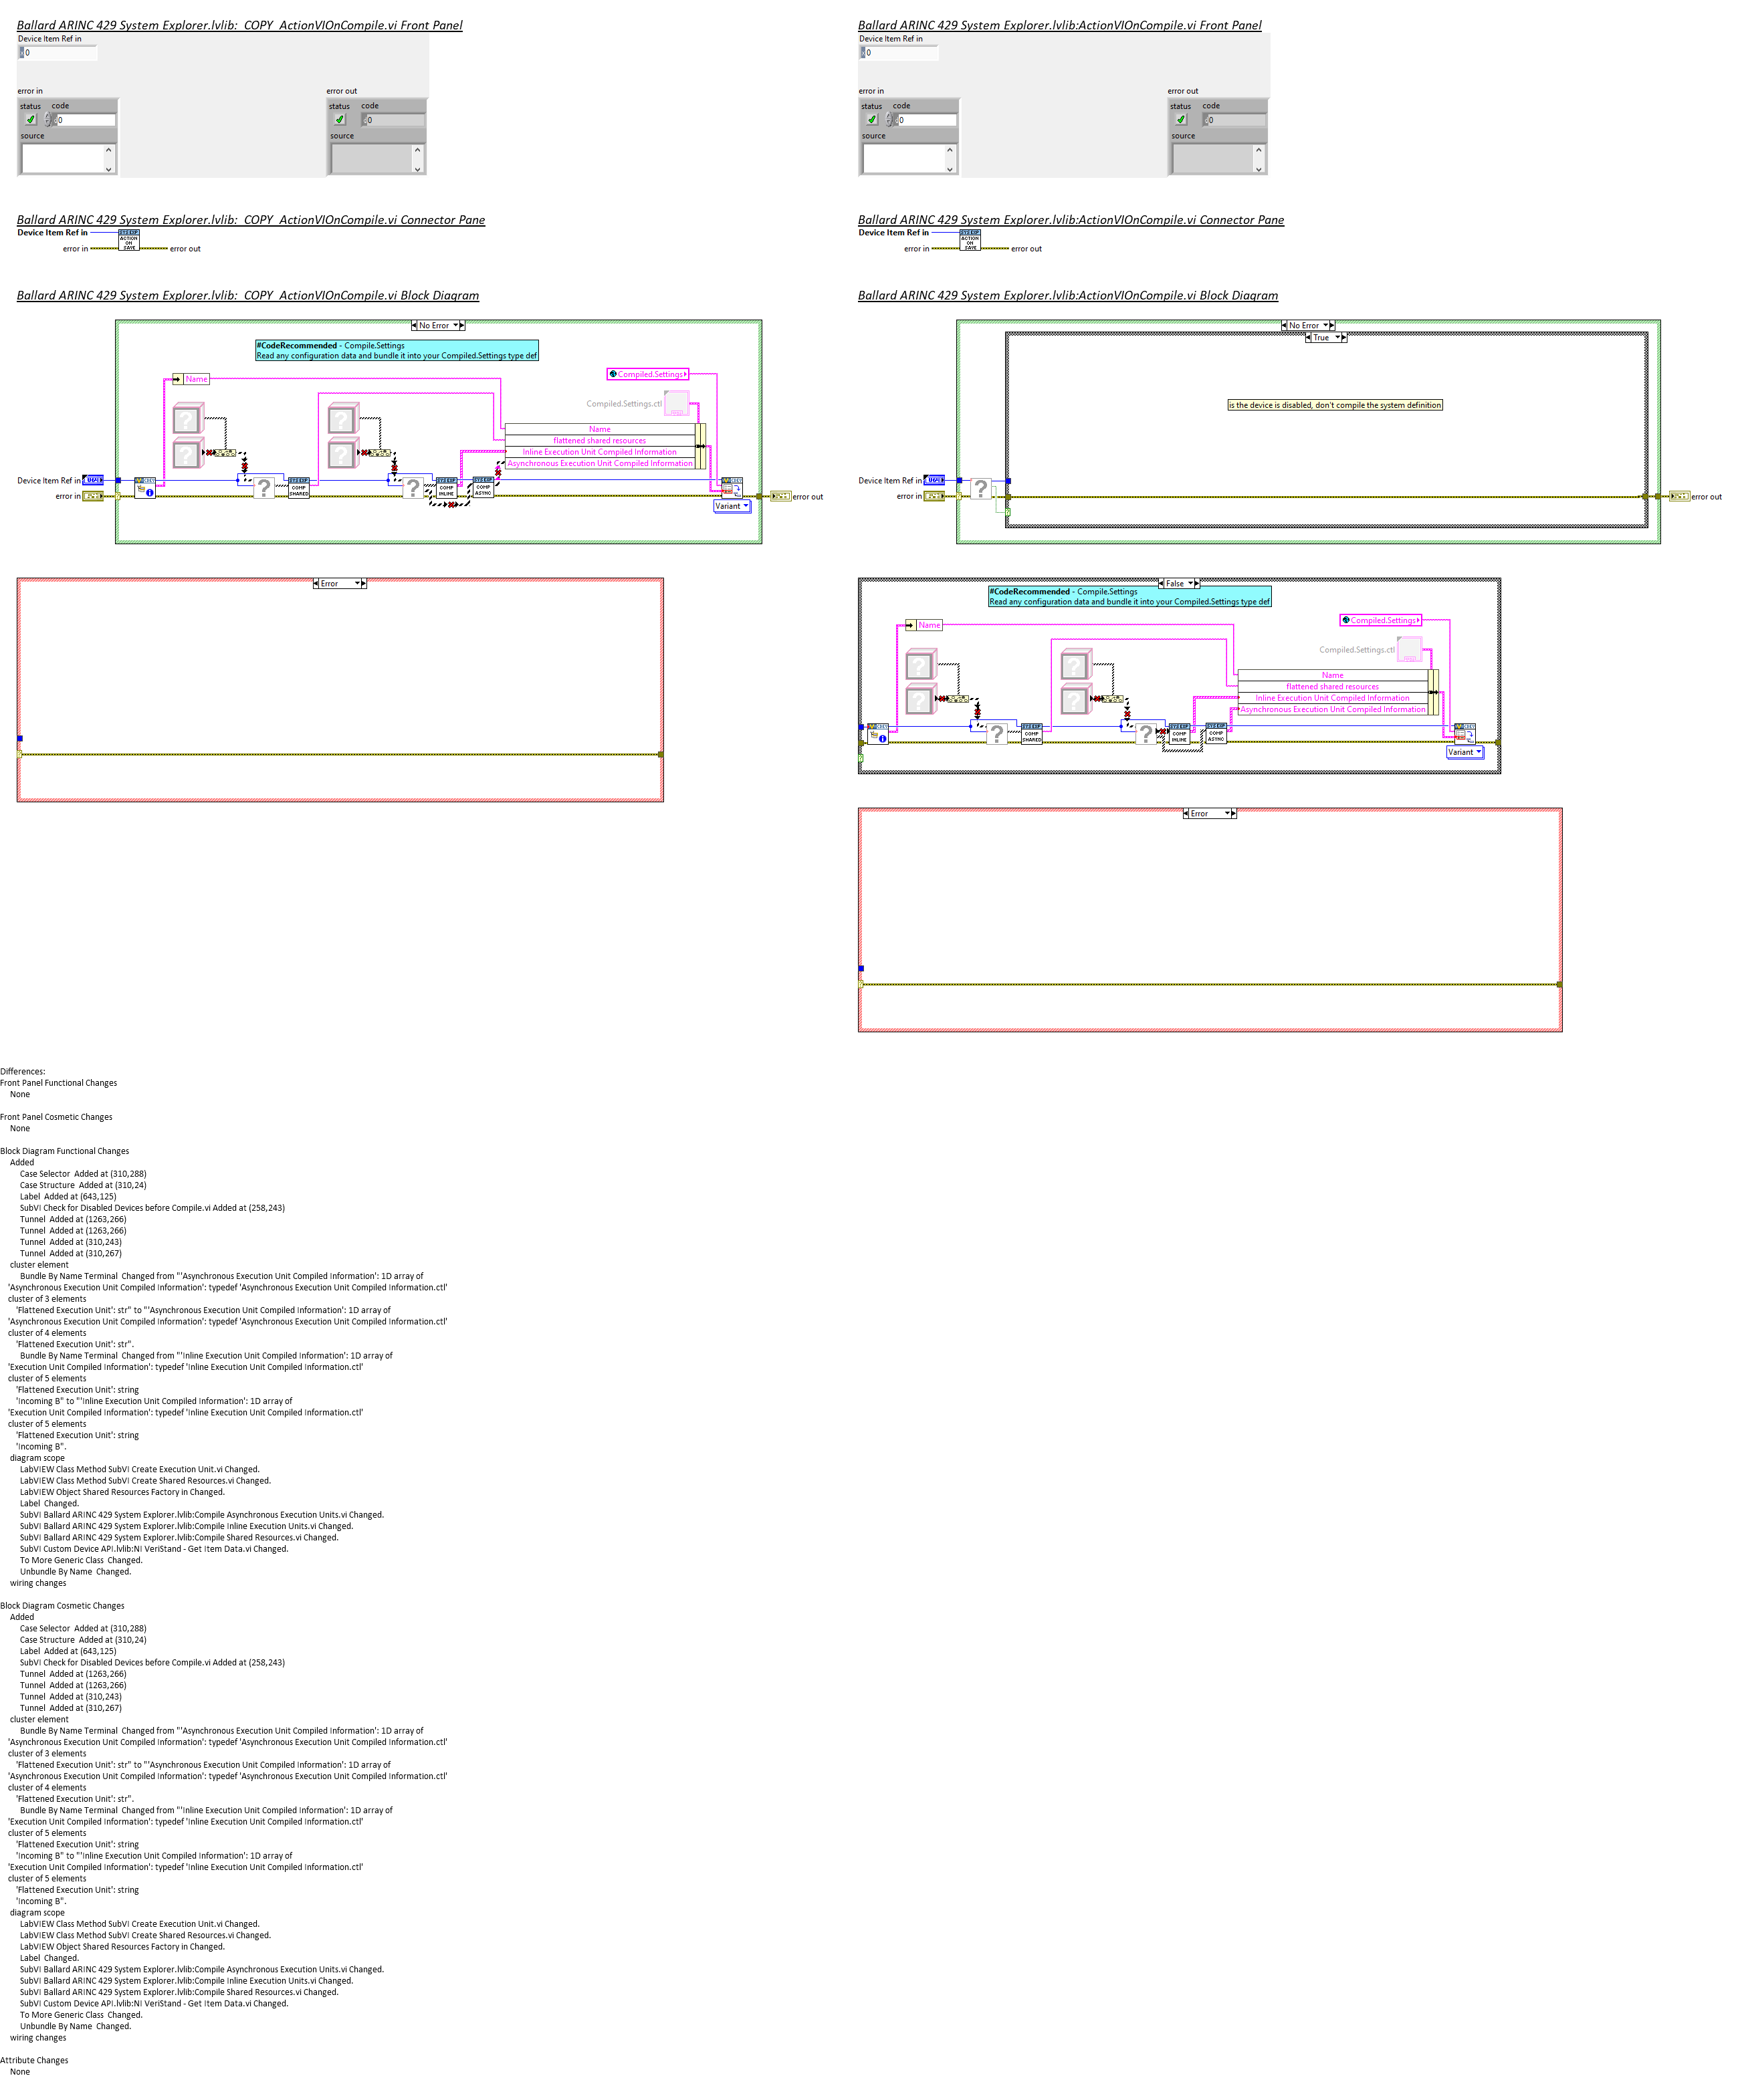 Ballard ARINC 429 System Explorer.lvlib:_COPY_ActionVIOnCompile.vi Front Panel
Device Item Ref in
0
error in
error out
status code
0
source
status code
0
source
Ballard ARINC 429 System Explorer.lvlib:_COPY_ActionVIOnCompile.vi Connector Pane
Device Item Ref in
SYS EXP
ACTION
ON
SAVE
error in
error out
Ballard ARINC 429 System Explorer.lvlib:_COPY_ActionVIOnCompile.vi Block Diagram
No Error
#CodeRecommended - Compile.Settings
Read any configuration data and bundle it into your Compiled.Settings type def
Name
Compiled.Settings
Compiled.Settings.ctl
Name
flattened shared resources
Inline Execution Unit Compiled Information
Asynchronous Execution Unit Compiled Information
Device Item Ref in
error in
SYS EXP
COMP
SHARED
SYS EXP
COMP
INLINE
SYS EXP
COMP
ASYNC
Variant
error out
Error
Ballard ARINC 429 System Explorer.lvlib:ActionVIOnCompile.vi Front Panel
Device Item Ref in
0
error in
error out
status code
0
source
status code
0
source
Ballard ARINC 429 System Explorer.lvlib:ActionVIOnCompile.vi Connector Pane
Device Item Ref in
SYS EXP
ACTION
ON
SAVE
error in
error out
Ballard ARINC 429 System Explorer.lvlib:ActionVIOnCompile.vi Block Diagram
No Error
True
is the device is disabled, don't compile the system definition
Device Item Ref in
error in
error out
False
#CodeRecommended - Compile.Settings
Read any configuration data and bundle it into your Compiled.Settings type def
Name
Compiled.Settings
Compiled.Settings.ctl
Name
flattened shared resources
Inline Execution Unit Compiled Information
Asynchronous Execution Unit Compiled Information
SYS EXP
COMP
SHARED
SYS EXP
COMP
INLINE
SYS EXP
COMP
ASYNC
Variant
Error
Differences:
Front Panel Functional Changes
None
Front Panel Cosmetic Changes
None
Block Diagram Functional Changes
Added
Case Selector  Added at (310,288)
Case Structure  Added at (310,24)
Label  Added at (643,125)
SubVI Check for Disabled Devices before Compile.vi Added at (258,243)
Tunnel  Added at (1263,266)
Tunnel  Added at (1263,266)
Tunnel  Added at (310,243)
Tunnel  Added at (310,267)
cluster element
Bundle By Name Terminal  Changed from "'Asynchronous Execution Unit Compiled Information': 1D array of
'Asynchronous Execution Unit Compiled Information': typedef 'Asynchronous Execution Unit Compiled Information.ctl'
cluster of 3 elements
'Flattened Execution Unit': str" to "'Asynchronous Execution Unit Compiled Information': 1D array of
'Asynchronous Execution Unit Compiled Information': typedef 'Asynchronous Execution Unit Compiled Information.ctl'
cluster of 4 elements
'Flattened Execution Unit': str".
Bundle By Name Terminal  Changed from "'Inline Execution Unit Compiled Information': 1D array of
'Execution Unit Compiled Information': typedef 'Inline Execution Unit Compiled Information.ctl'
cluster of 5 elements
'Flattened Execution Unit': string
'Incoming B" to "'Inline Execution Unit Compiled Information': 1D array of
'Execution Unit Compiled Information': typedef 'Inline Execution Unit Compiled Information.ctl'
cluster of 5 elements
'Flattened Execution Unit': string
'Incoming B".
diagram scope
LabVIEW Class Method SubVI Create Execution Unit.vi Changed.
LabVIEW Class Method SubVI Create Shared Resources.vi Changed.
LabVIEW Object Shared Resources Factory in Changed.
Label  Changed.
SubVI Ballard ARINC 429 System Explorer.lvlib:Compile Asynchronous Execution Units.vi Changed.
SubVI Ballard ARINC 429 System Explorer.lvlib:Compile Inline Execution Units.vi Changed.
SubVI Ballard ARINC 429 System Explorer.lvlib:Compile Shared Resources.vi Changed.
SubVI Custom Device API.lvlib:NI VeriStand - Get Item Data.vi Changed.
To More Generic Class  Changed.
Unbundle By Name  Changed.
wiring changes
Block Diagram Cosmetic Changes
Added
Case Selector  Added at (310,288)
Case Structure  Added at (310,24)
Label  Added at (643,125)
SubVI Check for Disabled Devices before Compile.vi Added at (258,243)
Tunnel  Added at (1263,266)
Tunnel  Added at (1263,266)
Tunnel  Added at (310,243)
Tunnel  Added at (310,267)
cluster element
Bundle By Name Terminal  Changed from "'Asynchronous Execution Unit Compiled Information': 1D array of
'Asynchronous Execution Unit Compiled Information': typedef 'Asynchronous Execution Unit Compiled Information.ctl'
cluster of 3 elements
'Flattened Execution Unit': str" to "'Asynchronous Execution Unit Compiled Information': 1D array of
'Asynchronous Execution Unit Compiled Information': typedef 'Asynchronous Execution Unit Compiled Information.ctl'
cluster of 4 elements
'Flattened Execution Unit': str".
Bundle By Name Terminal  Changed from "'Inline Execution Unit Compiled Information': 1D array of
'Execution Unit Compiled Information': typedef 'Inline Execution Unit Compiled Information.ctl'
cluster of 5 elements
'Flattened Execution Unit': string
'Incoming B" to "'Inline Execution Unit Compiled Information': 1D array of
'Execution Unit Compiled Information': typedef 'Inline Execution Unit Compiled Information.ctl'
cluster of 5 elements
'Flattened Execution Unit': string
'Incoming B".
diagram scope
LabVIEW Class Method SubVI Create Execution Unit.vi Changed.
LabVIEW Class Method SubVI Create Shared Resources.vi Changed.
LabVIEW Object Shared Resources Factory in Changed.
Label  Changed.
SubVI Ballard ARINC 429 System Explorer.lvlib:Compile Asynchronous Execution Units.vi Changed.
SubVI Ballard ARINC 429 System Explorer.lvlib:Compile Inline Execution Units.vi Changed.
SubVI Ballard ARINC 429 System Explorer.lvlib:Compile Shared Resources.vi Changed.
SubVI Custom Device API.lvlib:NI VeriStand - Get Item Data.vi Changed.
To More Generic Class  Changed.
Unbundle By Name  Changed.
wiring changes
Attribute Changes
None